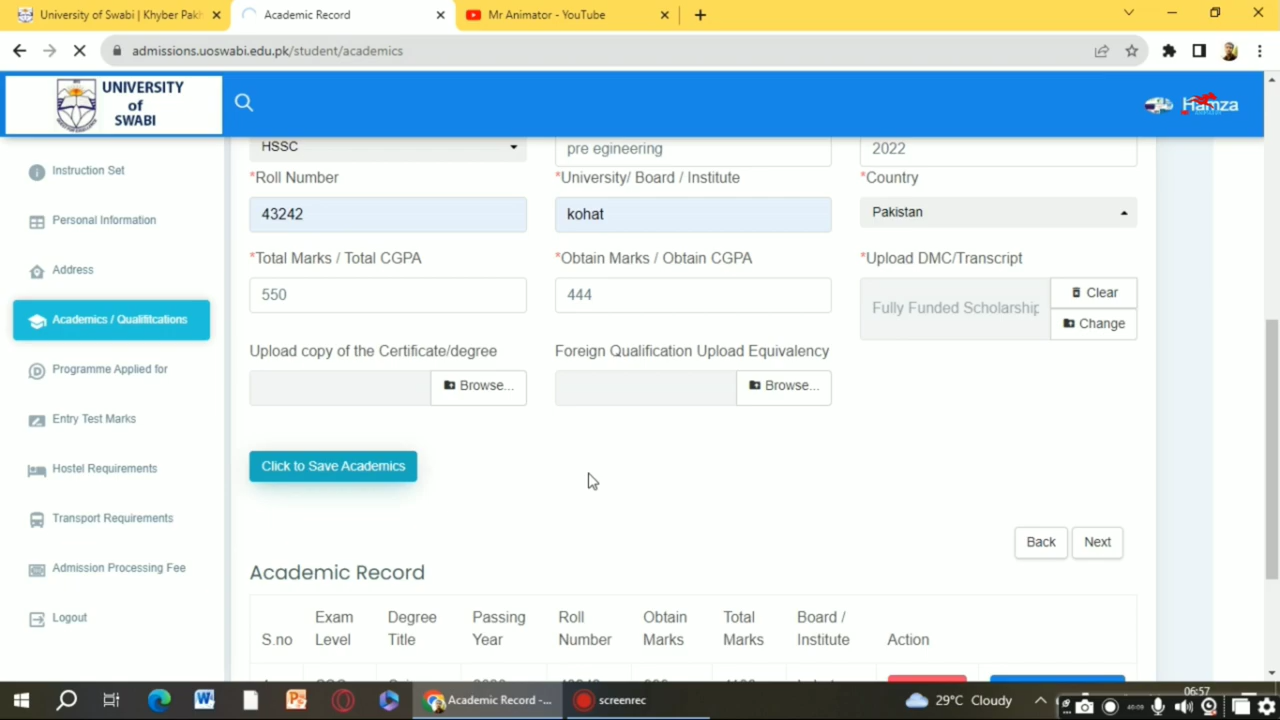 University of Swabi | Khyber Pakh
Academic Record
Mr Animator - YouTube
admissions.uoswabi.edu.pk/student/academics
UNIVERSITY
of
SWABI
Hamza
Instruction Set
Personal Information
Address
Academics / Qualifitcations
Programme Applied for
Entry Test Marks
Hostel Requirements
Transport Requirements
Admission Processing Fee
Logout
HSSC
pre egineering
2022
*Roll Number
*University/ Board / Institute
*Country
43242
kohat
Pakistan
*Total Marks / Total CGPA
*Obtain Marks / Obtain CGPA
*Upload DMC/Transcript
550
444
Fully Funded Scholarship
Clear
Change
Upload copy of the Certificate/degree
Foreign Qualification Upload Equivalency
Browse...
Browse...
Click to Save Academics
Back
Next
Academic Record
S.no
Exam Level
Degree Title
Passing Year
Roll Number
Obtain Marks
Total Marks
Board / Institute
Action
Academic Record -...
screenrec
29°C Cloudy
06:57